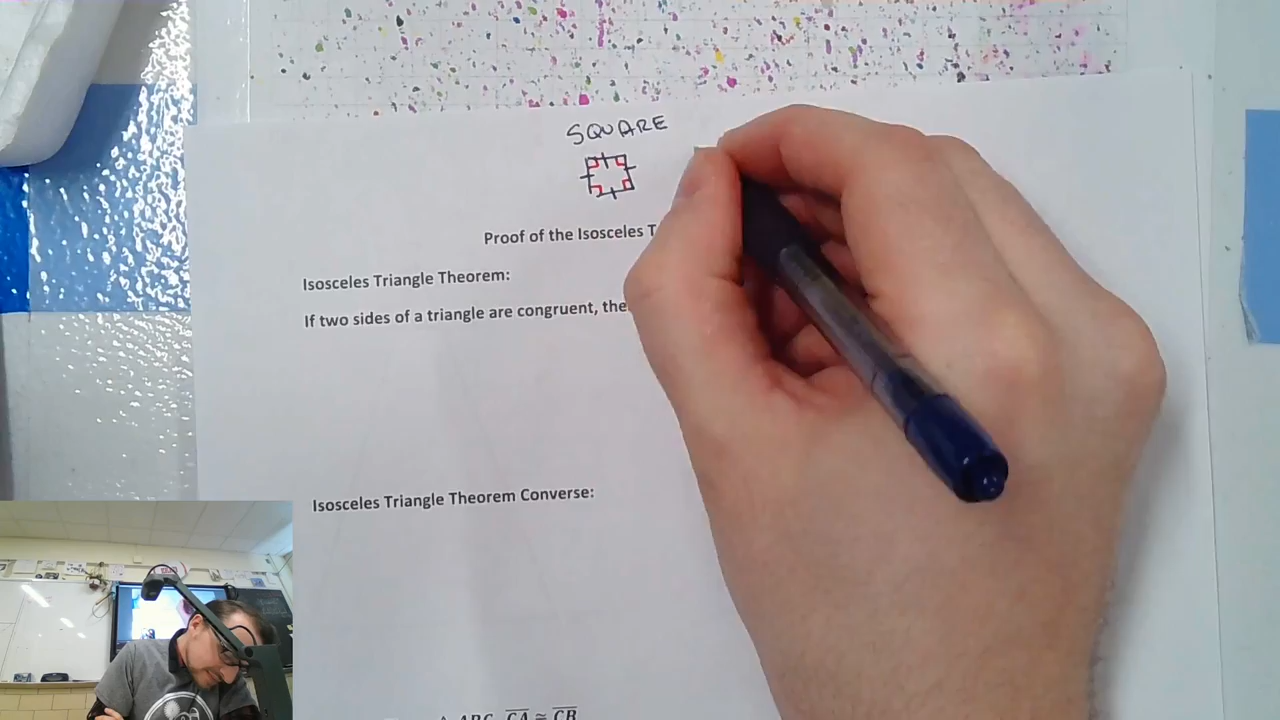 SQUARE
Proof of the Isosceles T
Isosceles Triangle Theorem:
If two sides of a triangle are congruent, the
Isosceles Triangle Theorem Converse:
△ ABC, C̅A̅ ≅ C̅B̅